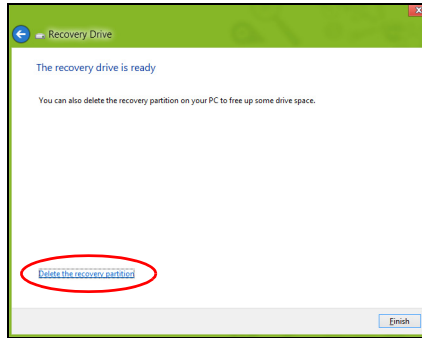 Recovery Drive
The recovery drive is ready
You can also delete the recovery partition on your PC to free up some drive space.
Delete the recovery partition
Finish